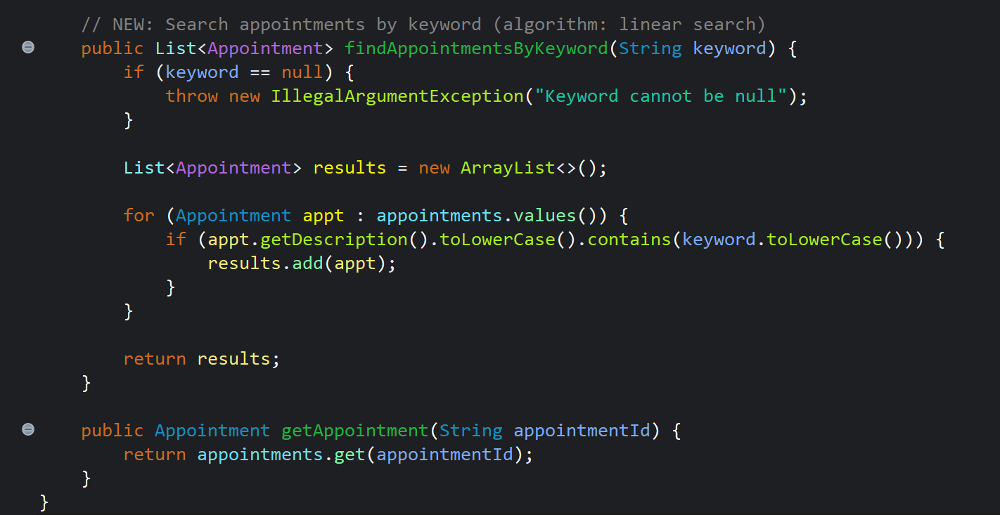 // NEW: Search appointments by keyword (algorithm: linear search)
public List<Appointment> findAppointmentsByKeyword(String keyword) {
if (keyword == null) {
throw new IllegalArgumentException("Keyword cannot be null");
}
List<Appointment> results = new ArrayList<>();
for (Appointment appt : appointments.values()) {
if (appt.getDescription().toLowerCase().contains(keyword.toLowerCase())) {
results.add(appt);
}
}
return results;
}
public Appointment getAppointment(String appointmentId) {
return appointments.get(appointmentId);
}
}